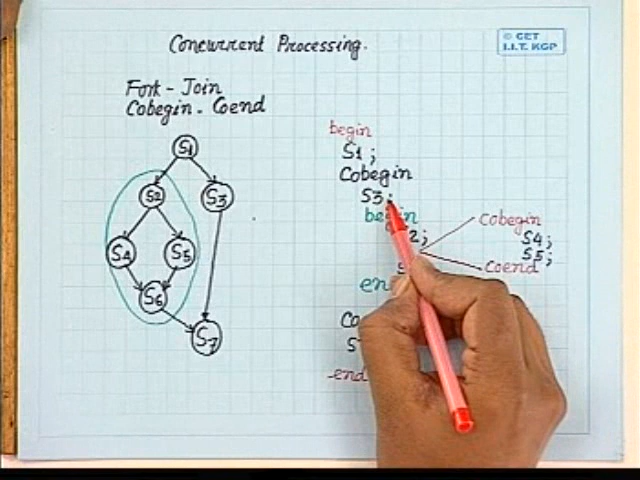 Concurrent Processing.
© CET
I.I.T. KGP
Fork - Join
Cobegin - Coend
S1
S2
S3
S4
S5
S6
S7
begin
S1;
Cobegin
S3;
begin
2;
Cobegin
S4;
S5;
Coend
end